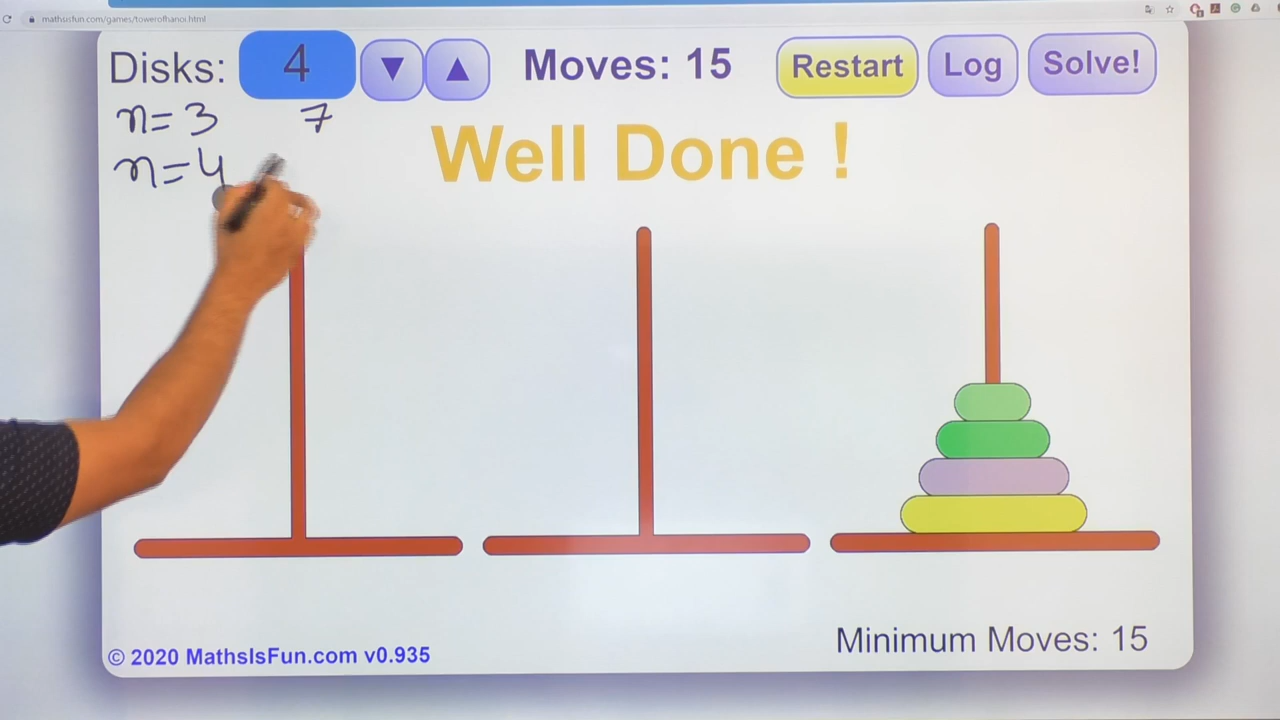 mathsisfun.com/games/towerofhanoi.html
Disks: 4 ▼ ▲ Moves: 15 Restart Log Solve!
n=3 7
n=4
Well Done !
Minimum Moves: 15
© 2020 MathsIsFun.com v0.935